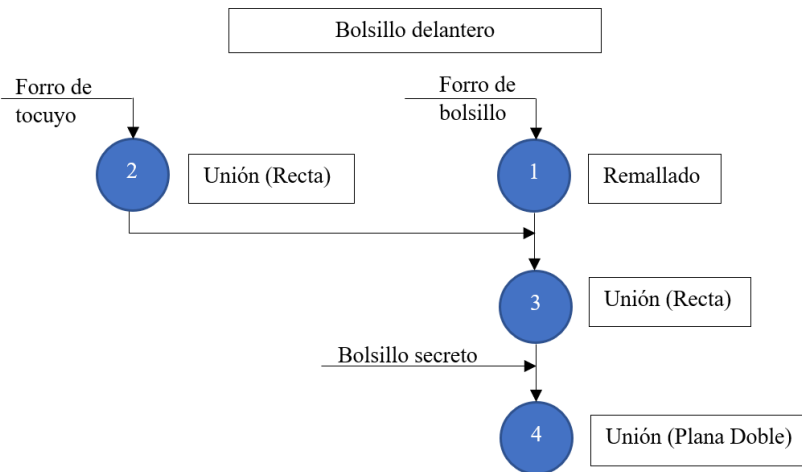 Bolsillo delantero
Forro de
tocuyo
Forro de
bolsillo
2
Unión (Recta)
1
Remallado
3
Unión (Recta)
Bolsillo secreto
4
Unión (Plana Doble)